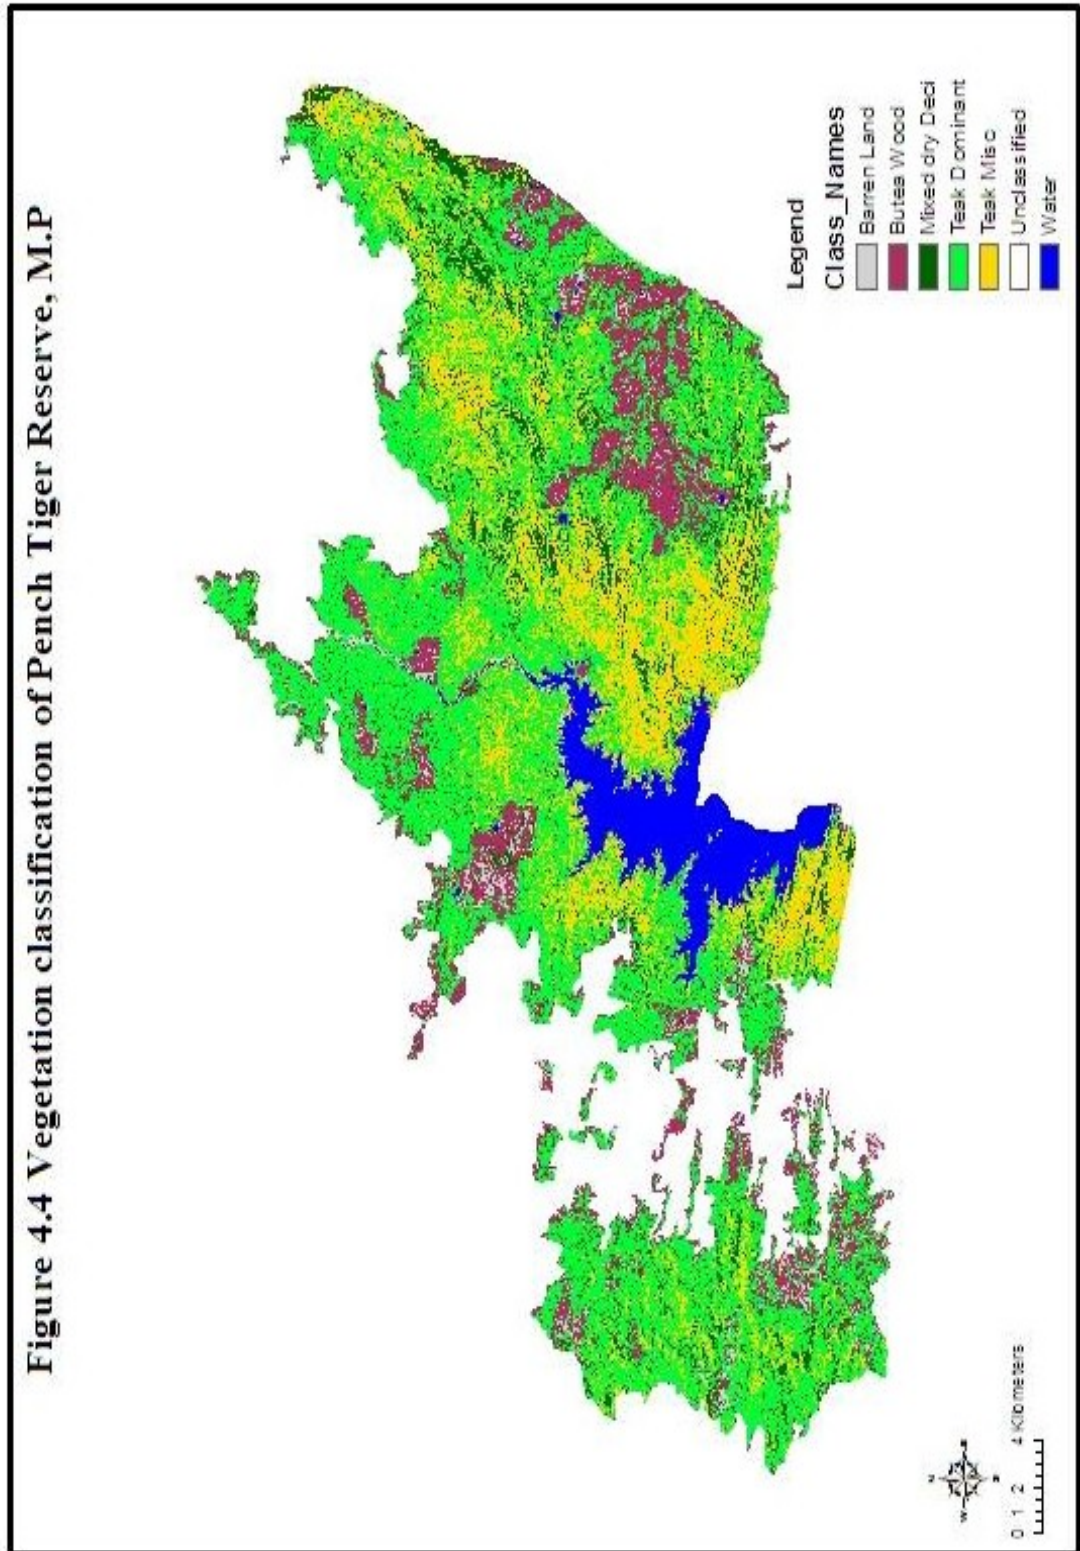 Figure 4.4 Vegetation classification of Pench Tiger Reserve, M.P
Legend
Class_Names
Barren Land
Butea Wood
Mixed dry Deci
Teak Dominant
Teak Misc
Unclassified
Water
N
W
E
S
0 1 2 4 Kilometers